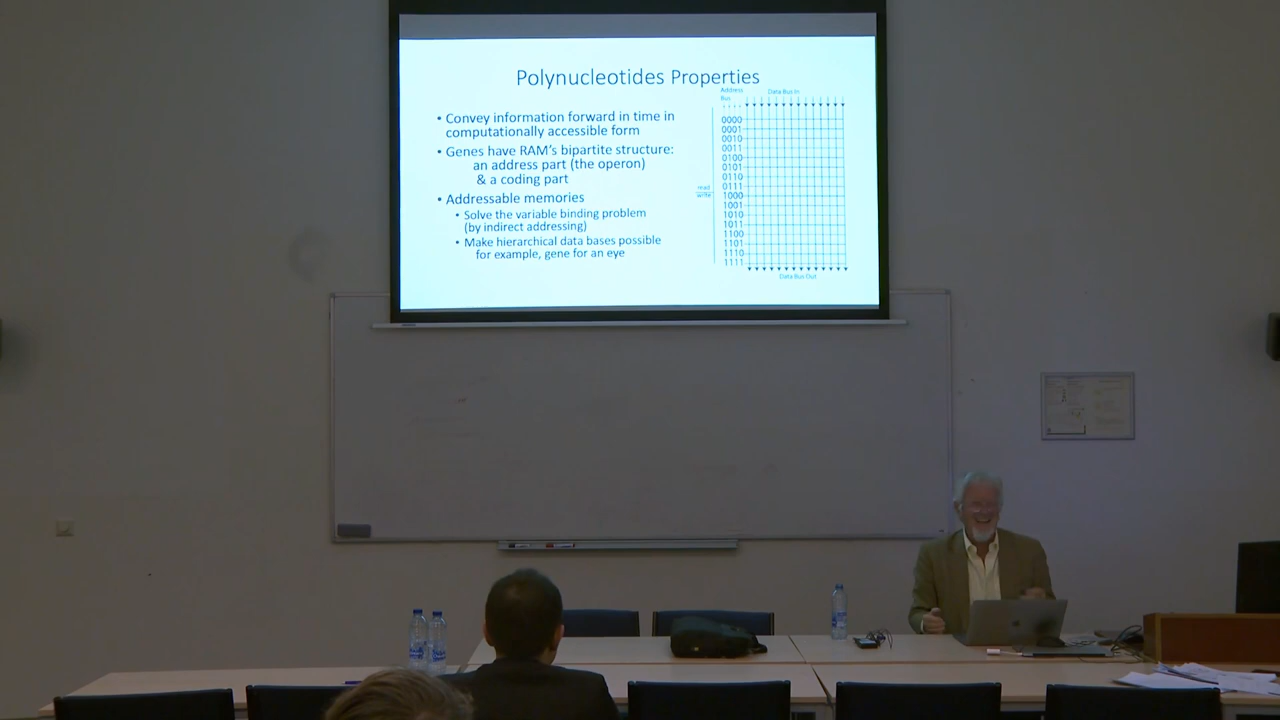 Polynucleotides Properties
• Convey information forward in time in
computationally accessible form
• Genes have RAM's bipartite structure:
an address part (the operon)
& a coding part
• Addressable memories
• Solve the variable binding problem
(by indirect addressing)
• Make hierarchical data bases possible
for example, gene for an eye
Address
Bus
Data Bus In
0000
0001
0010
0011
0100
0101
0110
0111
1000
1001
1010
1011
1100
1101
1110
1111
read
write
Data Bus Out